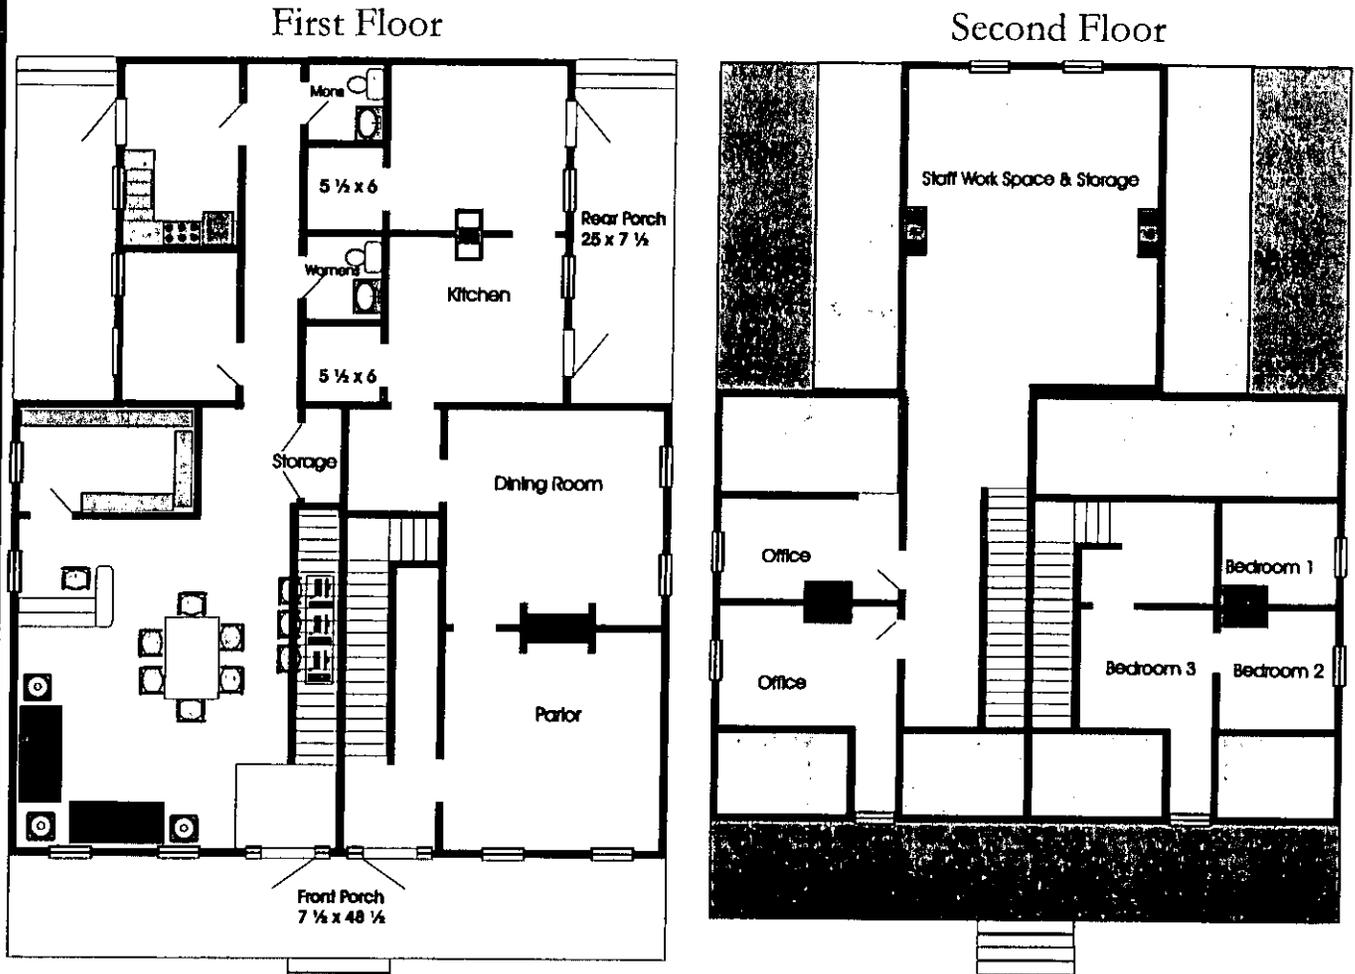 First Floor
Mens
5 ½ x 6
Rear Porch
25 x 7 ½
Womens
Kitchen
5 ½ x 6
Storage
Dining Room
Parlor
Front Porch
7 ½ x 48 ½
Second Floor
Staff Work Space & Storage
Office
Bedroom 1
Office
Bedroom 3
Bedroom 2